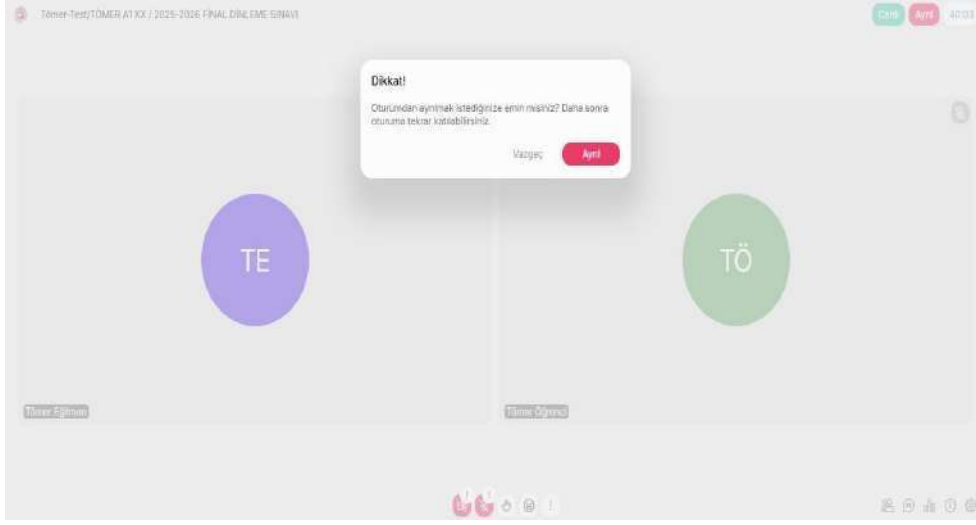 Tömer-Test/TÖMER A1 XX / 2025-2026 FİNAL DİNLEME SINAVI
Canlı Ayrıl 40:03
Dikkat!
Oturumdan ayrılmak istediğinize emin misiniz? Daha sonra
oturuma tekrar katılabilirsiniz.
Vazgeç Ayrıl
TE
TÖ
Tömer Eğitmen
Tömer Öğrenci